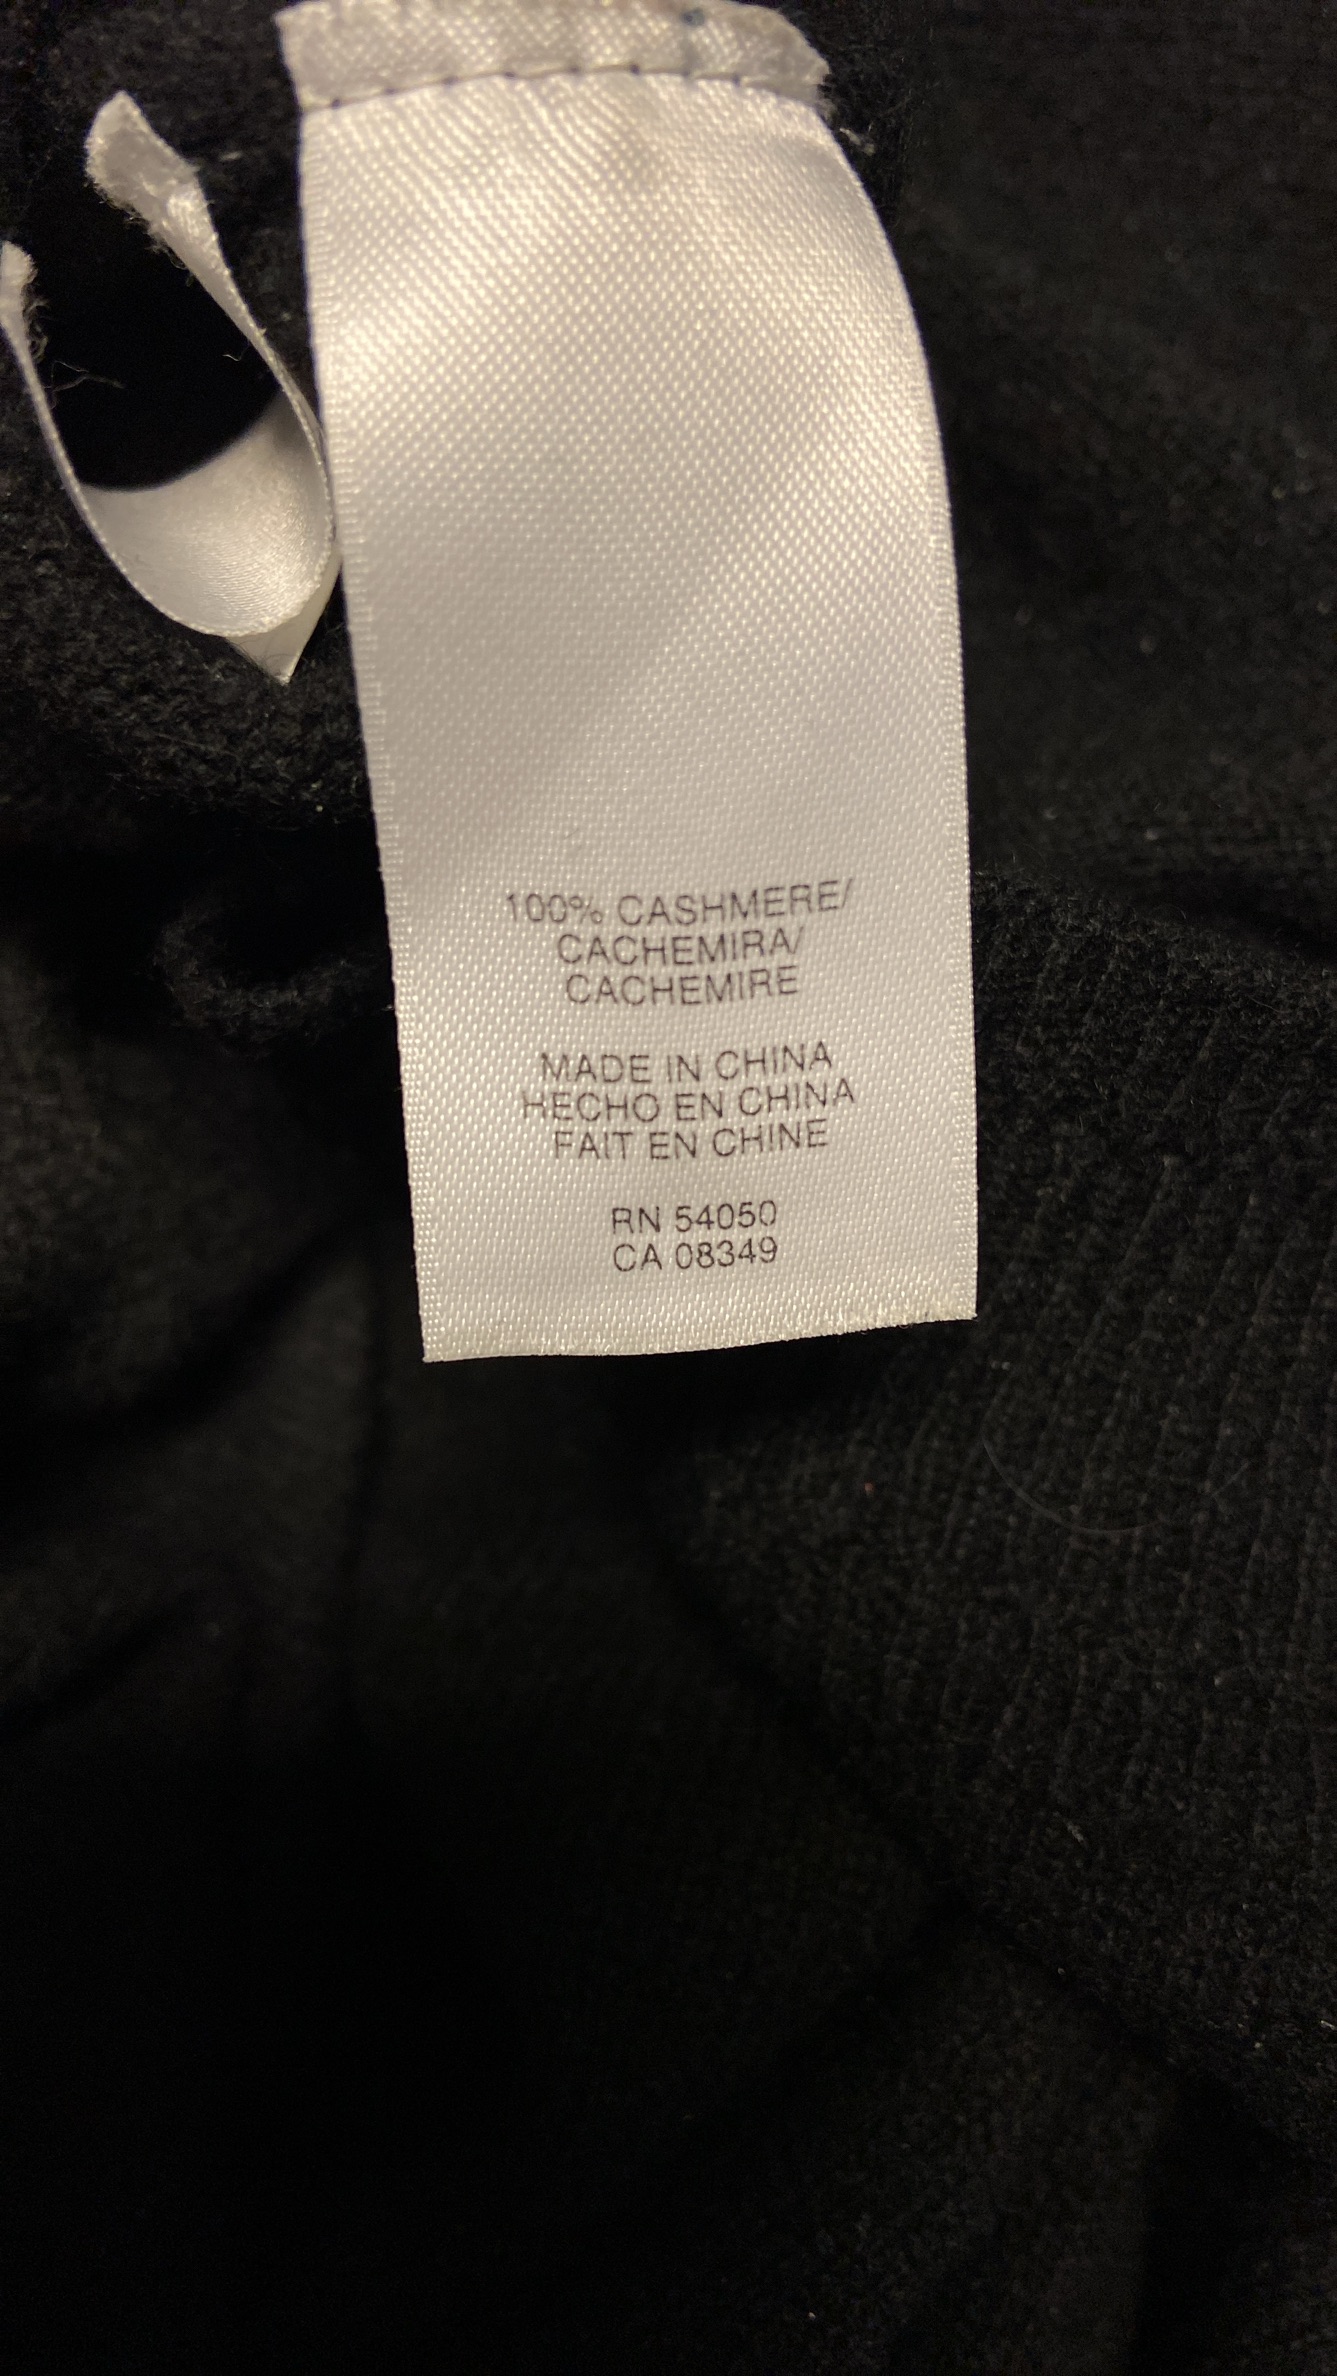 100% CASHMERE/
CACHEMIRA/
CACHEMIRE
MADE IN CHINA
HECHO EN CHINA
FAIT EN CHINE
RN 54050
CA 08349